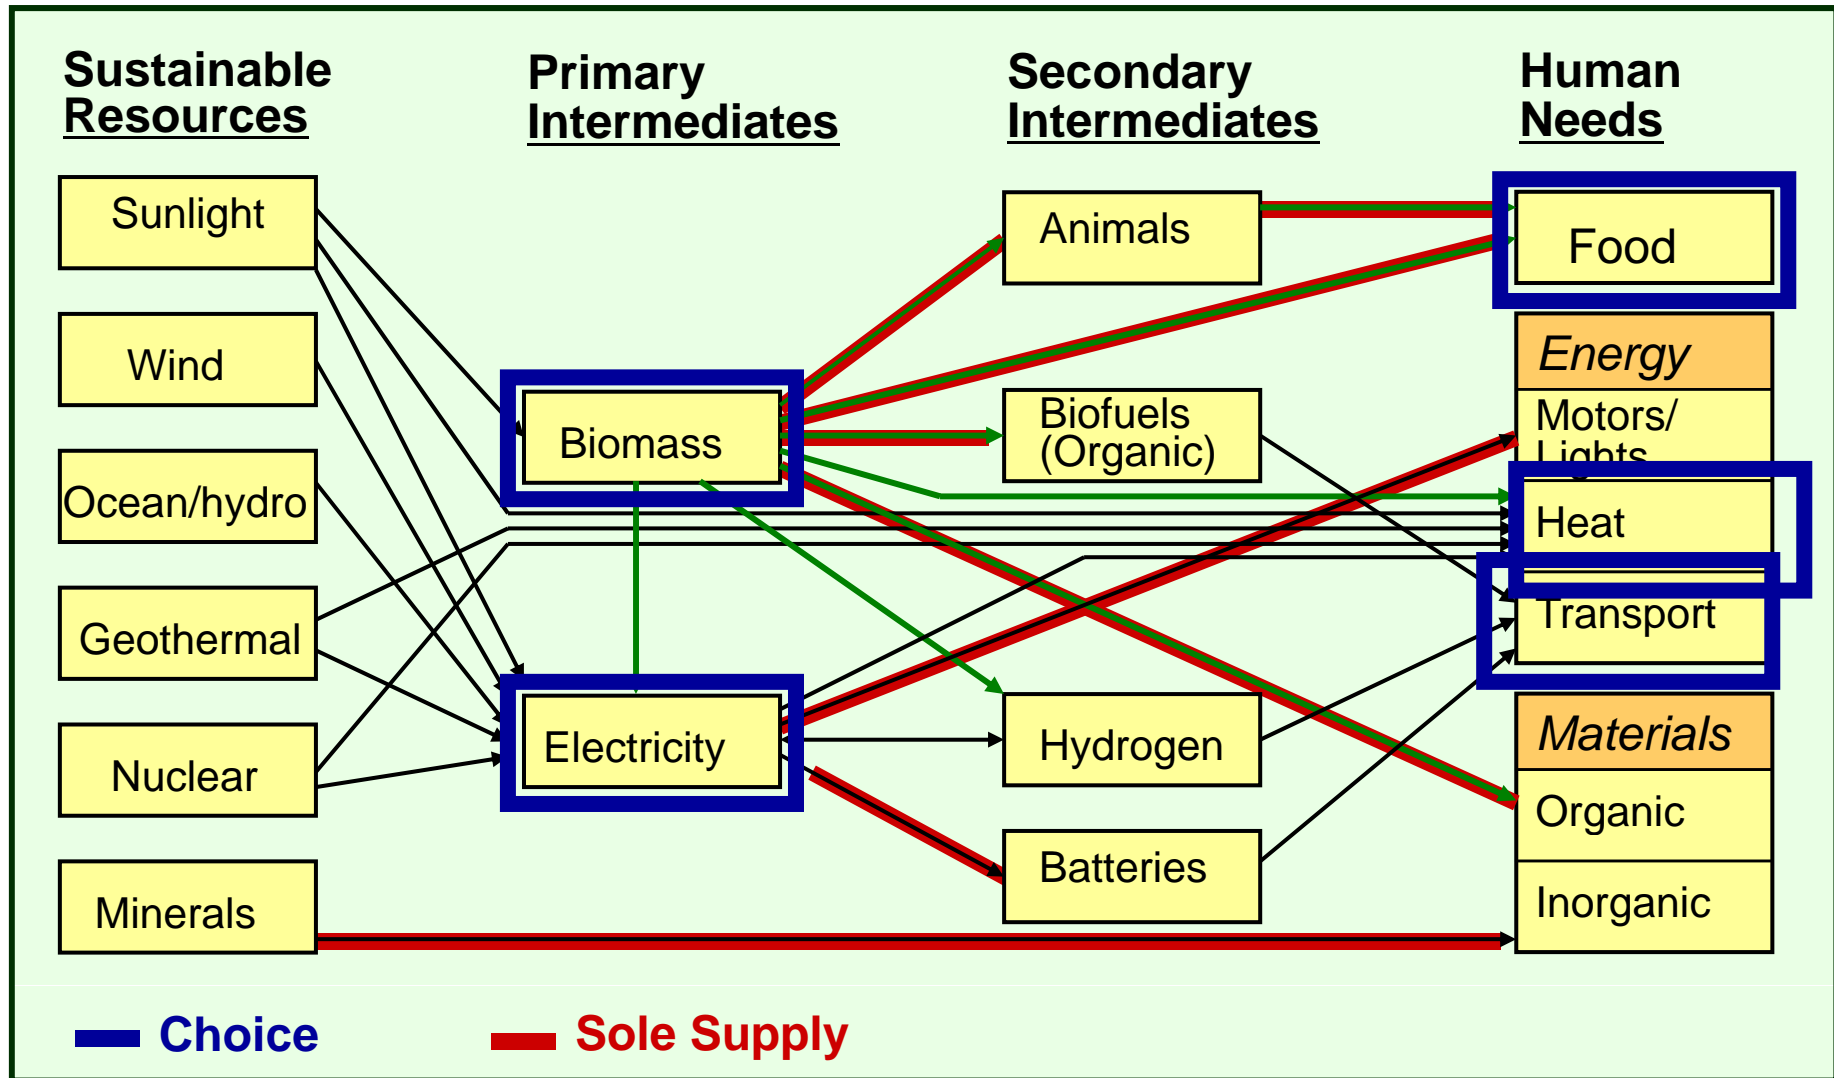 Sustainable
Resources
Primary
Intermediates
Secondary
Intermediates
Human
Needs
Sunlight
Wind
Ocean/hydro
Geothermal
Nuclear
Minerals
Biomass
Electricity
Animals
Biofuels
(Organic)
Hydrogen
Batteries
Food
Energy
Motors/
Lights
Heat
Transport
Materials
Organic
Inorganic
Choice
Sole Supply